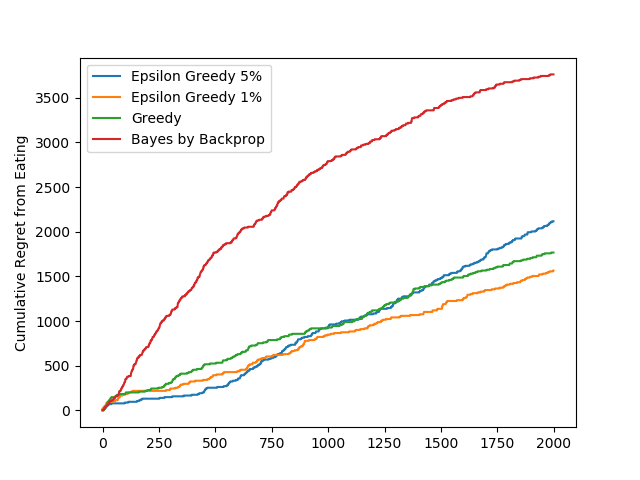 Epsilon Greedy 5%
Epsilon Greedy 1%
Greedy
Bayes by Backprop
Cumulative Regret from Eating
3500
3000
2500
2000
1500
1000
500
0
0 250 500 750 1000 1250 1500 1750 2000